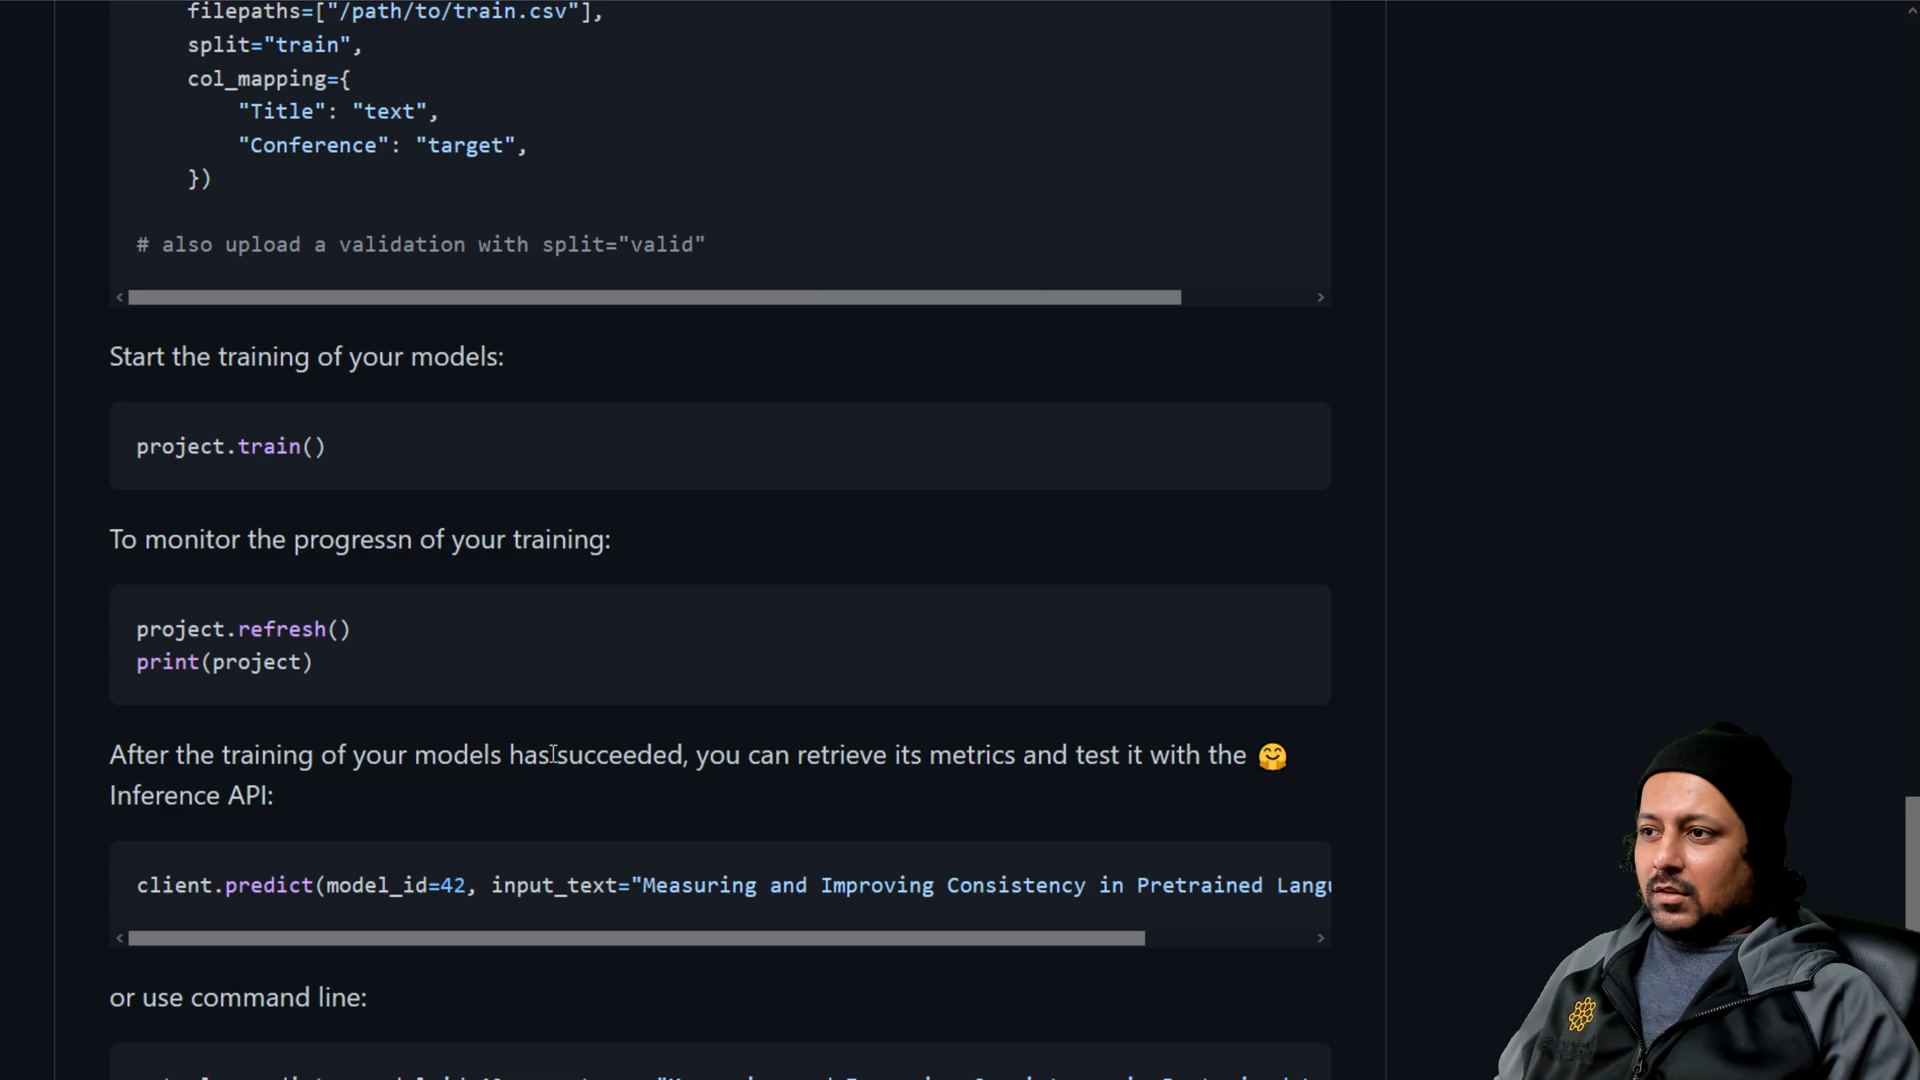 filepaths=["/path/to/train.csv"],
split="train",
col_mapping={
"Title": "text",
"Conference": "target",
})
# also upload a validation with split="valid"
Start the training of your models:
project.train()
To monitor the progressn of your training:
project.refresh()
print(project)
After the training of your models has succeeded, you can retrieve its metrics and test it with the 🤗
Inference API:
client.predict(model_id=42, input_text="Measuring and Improving Consistency in Pretrained Langu
or use command line: